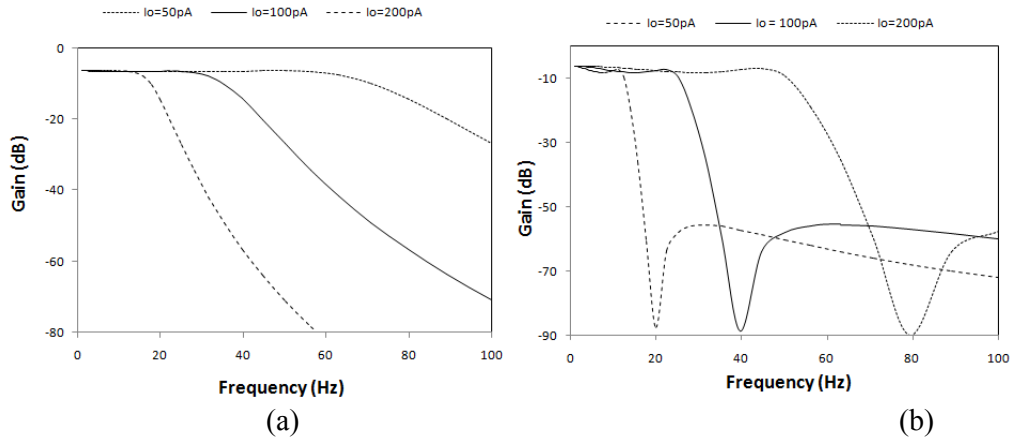 Io=50pA Io=100pA Io=200pA
0
-20
-40
-60
-80
Gain (dB)
0 20 40 60 80 100
Frequency (Hz)
(a)
Io=50pA Io = 100pA Io=200pA
-10
-30
-50
-70
-90
Gain (dB)
0 20 40 60 80 100
Frequency (Hz)
(b)